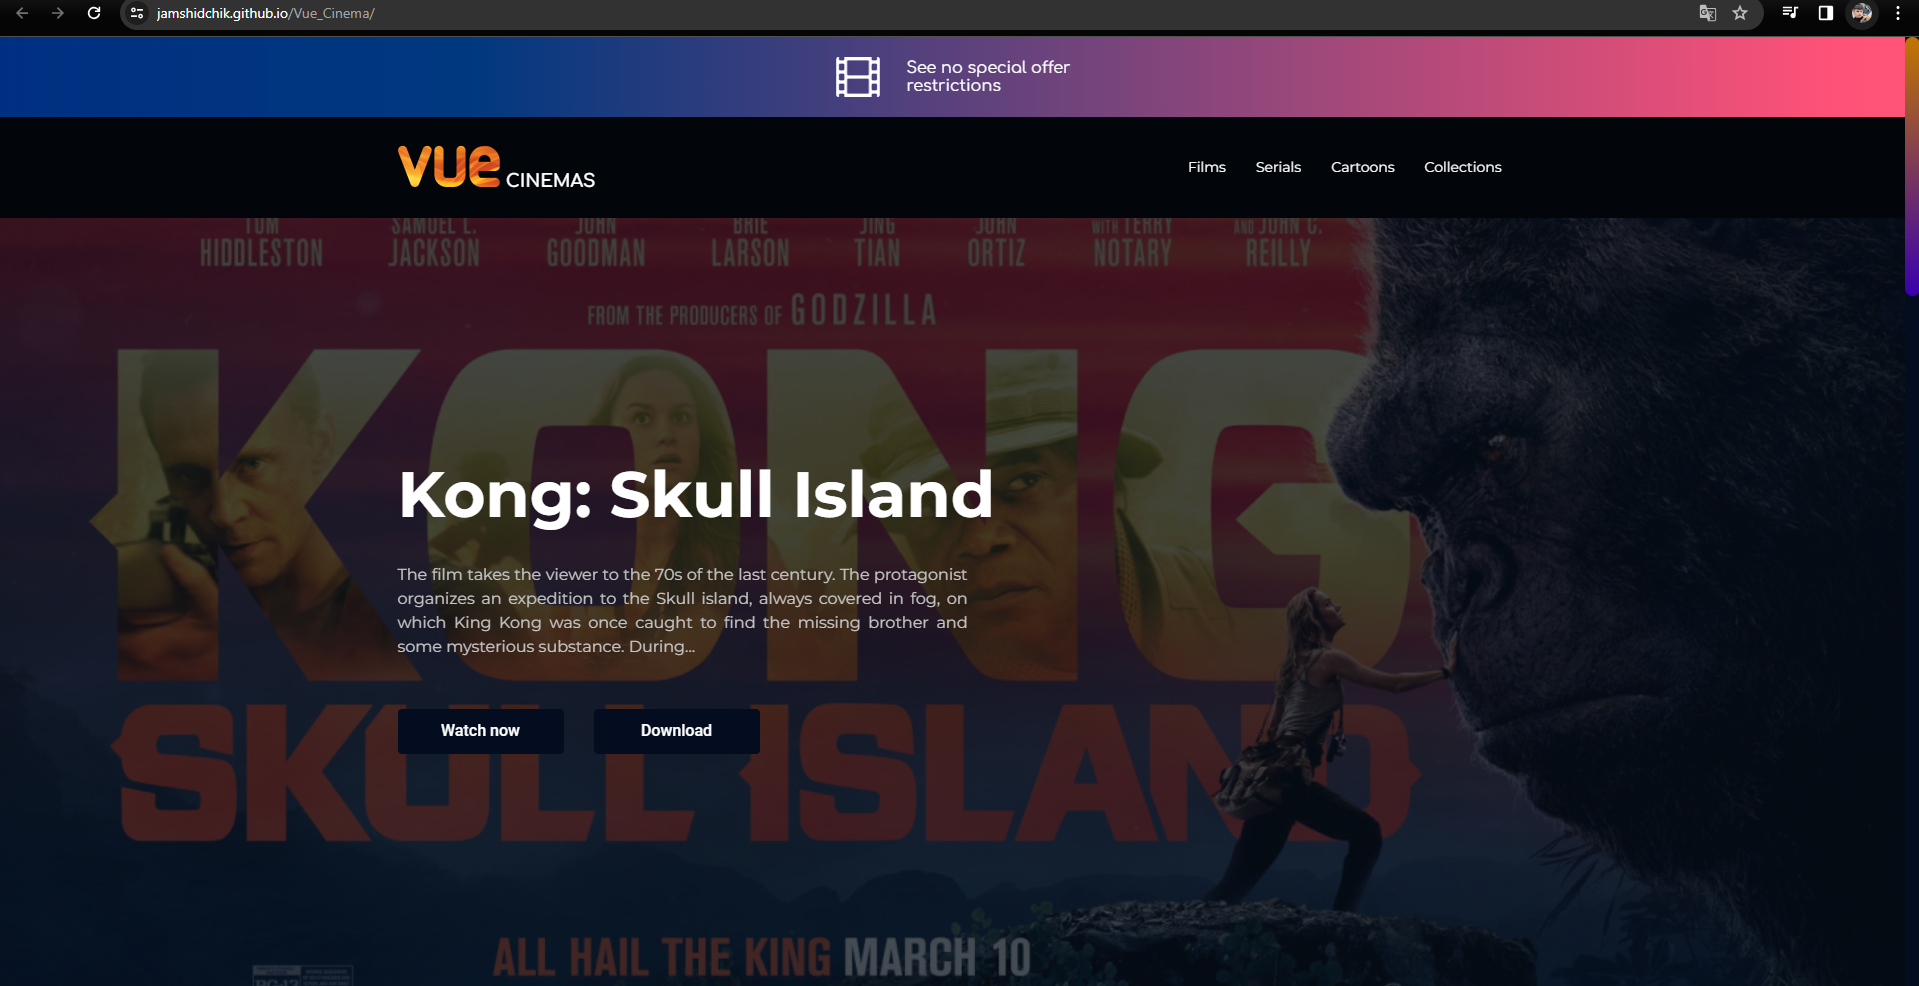 jamshidchik.github.io/Vue_Cinema/
See no special offer
restrictions
vue CINEMAS
Films Serials Cartoons Collections
TOM SAMUEL L. JOHN BRIE JING JOHN WITH TERRY AND JOHN C.
HIDDLESTON JACKSON GOODMAN LARSON TIAN ORTIZ NOTARY REILLY
FROM THE PRODUCERS OF GODZILLA
KONG
Kong: Skull Island
The film takes the viewer to the 70s of the last century. The protagonist
organizes an expedition to the Skull island, always covered in fog, on
which King Kong was once caught to find the missing brother and
some mysterious substance. During...
Watch now Download
SKULL ISLAND
ALL HAIL THE KING MARCH 10
PG-13